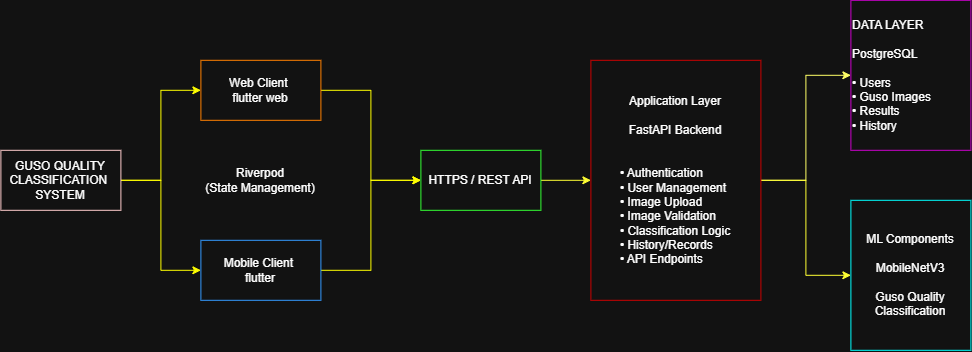 GUSO QUALITY
CLASSIFICATION
SYSTEM
Web Client
flutter web
Riverpod
(State Management)
Mobile Client
flutter
HTTPS / REST API
Application Layer
FastAPI Backend
• Authentication
• User Management
• Image Upload
• Image Validation
• Classification Logic
• History/Records
• API Endpoints
DATA LAYER
PostgreSQL
• Users
• Guso Images
• Results
• History
ML Components
MobileNetV3
Guso Quality
Classification